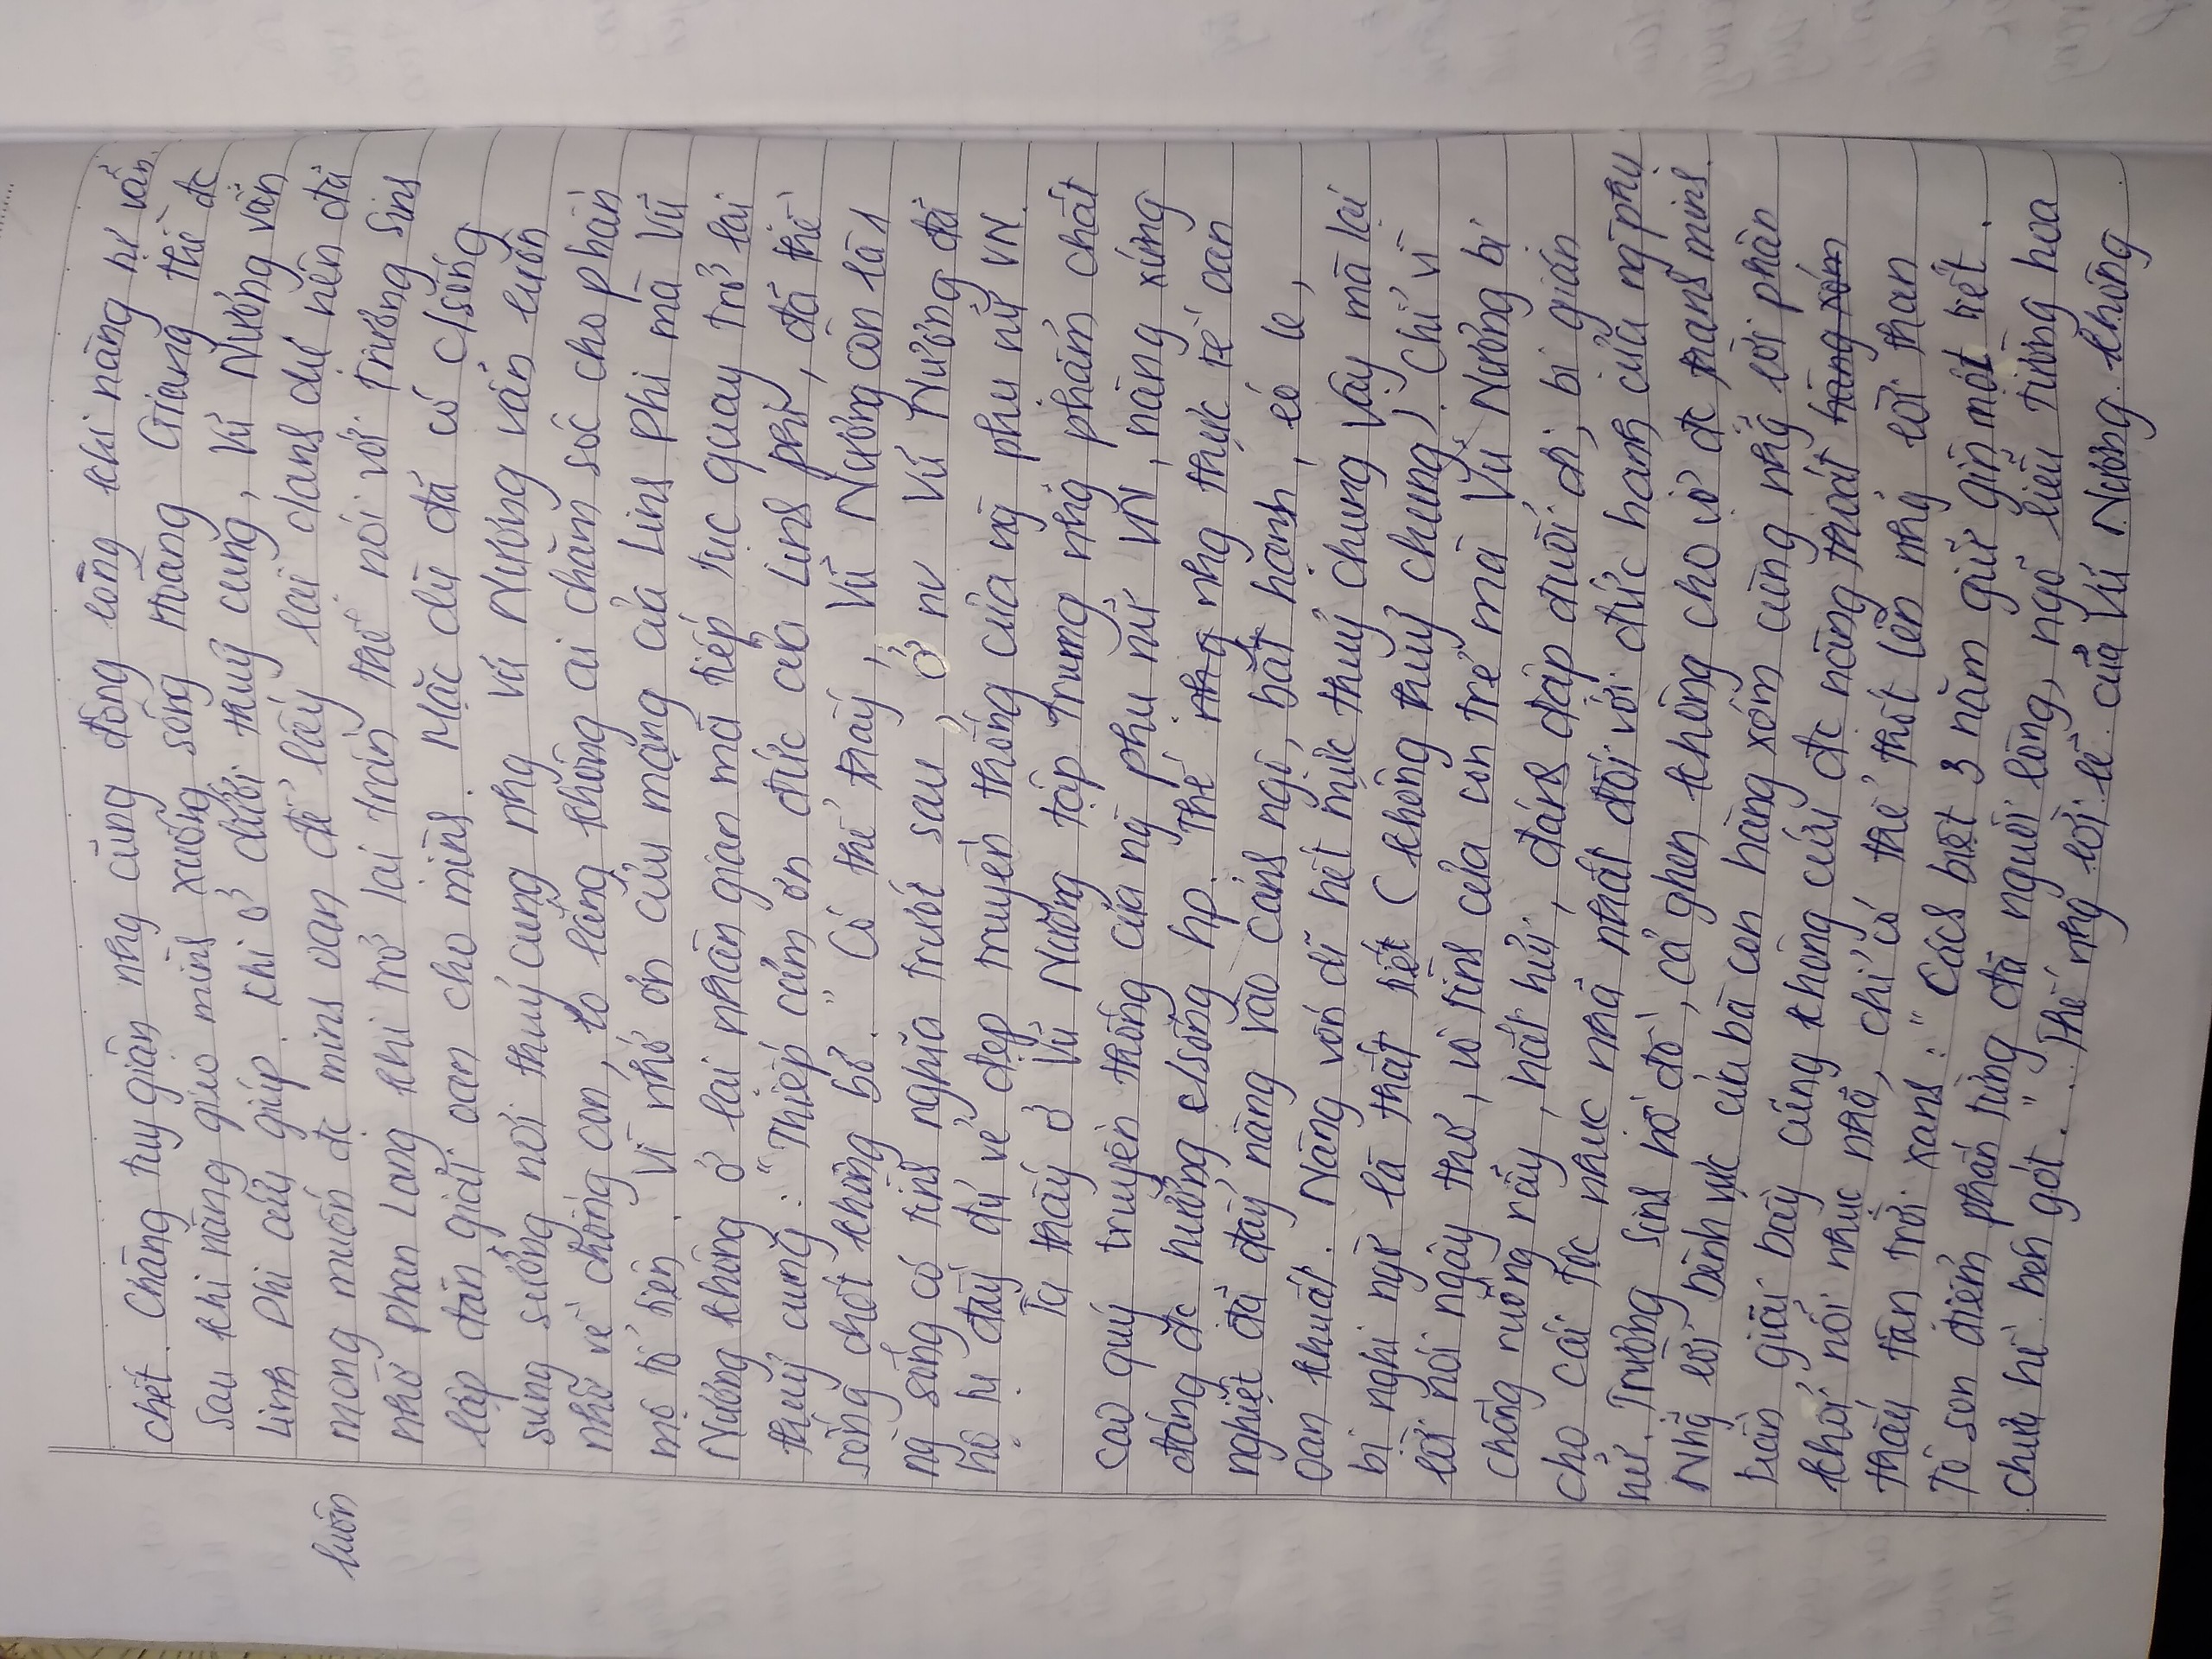 chết. Chàng tuy giận nhg cũng động lòng khi nàng tự vẫn.
Sau khi nàng gieo mình xuống sông Hoàng Giang thì đc
Linh Phi cứu giúp. Khi ở dưới thuỷ cung, Vũ Nương vẫn
luôn mong muốn đc minh oan để lấy lại danh dự nên đã
nhờ Phan Lang khi trở lại trần thế nói với Trương Sinh
lập đàn giải oan cho mình. Mặc dù đã có c/sống
sung sướng nơi thuỷ cung nhg Vũ Nương vẫn luôn
nhớ về chồng con, lo lắng không ai chăm sóc cho phần
mộ tổ tiên. Vì nhớ ơn cứu mạng của Linh Phi mà Vũ
Nương không ở lại nhân gian mà tiếp tục quay trở lại
thuỷ cung: "Thiếp cảm ơn đức của Linh phi, đã thề
sống chết không bỏ." Có thể thấy, Vũ Nương còn là 1
ng sống có tình nghĩa trước sau, ở nv Vũ Nương đã
hộ tụ đầy đủ vẻ đẹp truyền thống của ng phụ nữ VN.
Ta thấy ở Vũ Nương tập trung nhg phẩm chất
cao quý truyền thống của ng phụ nữ VN, nàng xứng
đáng đc hưởng c/sống hp. Thế nhg nhg thực tế oan
nghiệt đã đẩy nàng vào cảnh ngộ, bất hạnh, éo le,
oan khuất. Nàng vốn dĩ hết mực thuỷ chung vậy mà lại
bị nghi ngờ là thất tiết (không thuỷ chung). Chỉ vì
lời nói ngây thơ, vô tình của con trẻ mà Vũ Nương bị
chồng ruồng rẫy, hắt hủi, đánh đập đuổi đi, bị gián
cho cái tộc nhục nhã nhất đối với đức hạnh của ng phụ
nữ. Trương Sinh hồ đồ, cả ghen không cho vợ đc thanh minh.
Nhg lời bênh vực của bà con hàng xóm cùng nhg lời phân
trần, giãi bày cũng không cứu đc nàng thoát hàng xóm
khỏi nỗi nhục nhã, chỉ có thể thốt lên nhg lời than
thấu tận trời xanh: "Cách biệt 3 năm giữ gìn một tiết.
Tô son điểm phấn từng đã nguôi lòng, ngõ liễu tường hoa
chưa hề bén gót.". Thế nhg lời lẽ của Vũ Nương không